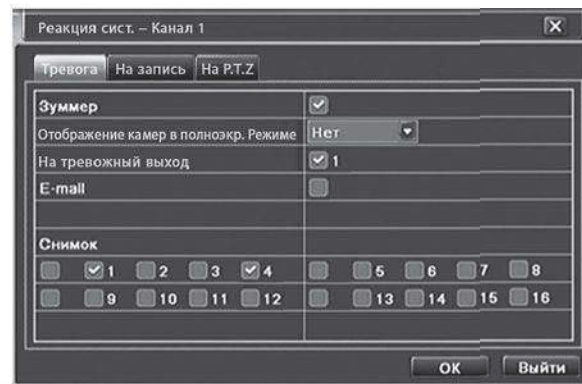 Реакция сист. – Канал 1
Тревога На запись На P.T.Z
Зуммер
Отображение камер в полноэкр. Режиме Нет
На тревожный выход 1
E-mall
Снимок
1 2 3 4 5 6 7 8
9 10 11 12 13 14 15 16
OK Выйти